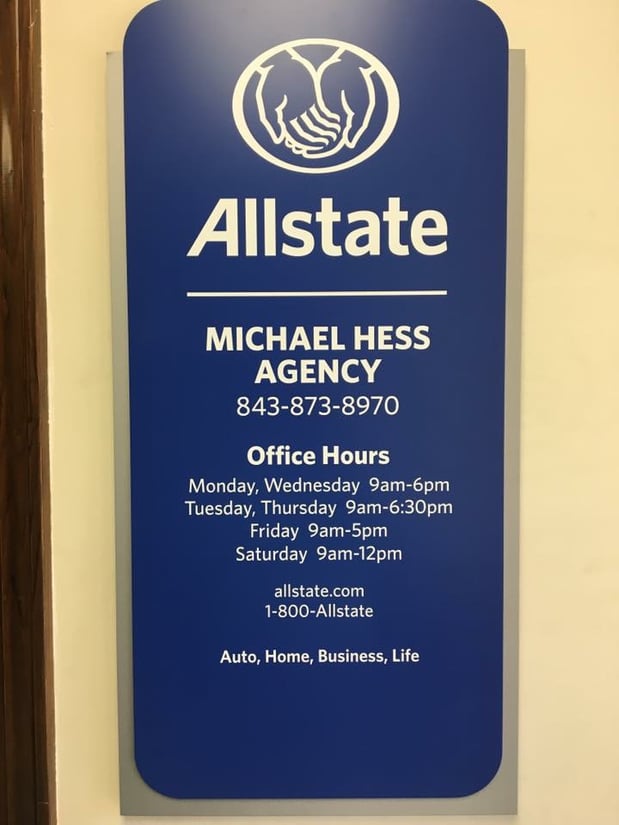 Allstate
MICHAEL HESS
AGENCY
843-873-8970
Office Hours
Monday, Wednesday 9am-6pm
Tuesday, Thursday 9am-6:30pm
Friday 9am-5pm
Saturday 9am-12pm
allstate.com
1-800-Allstate
Auto, Home, Business, Life